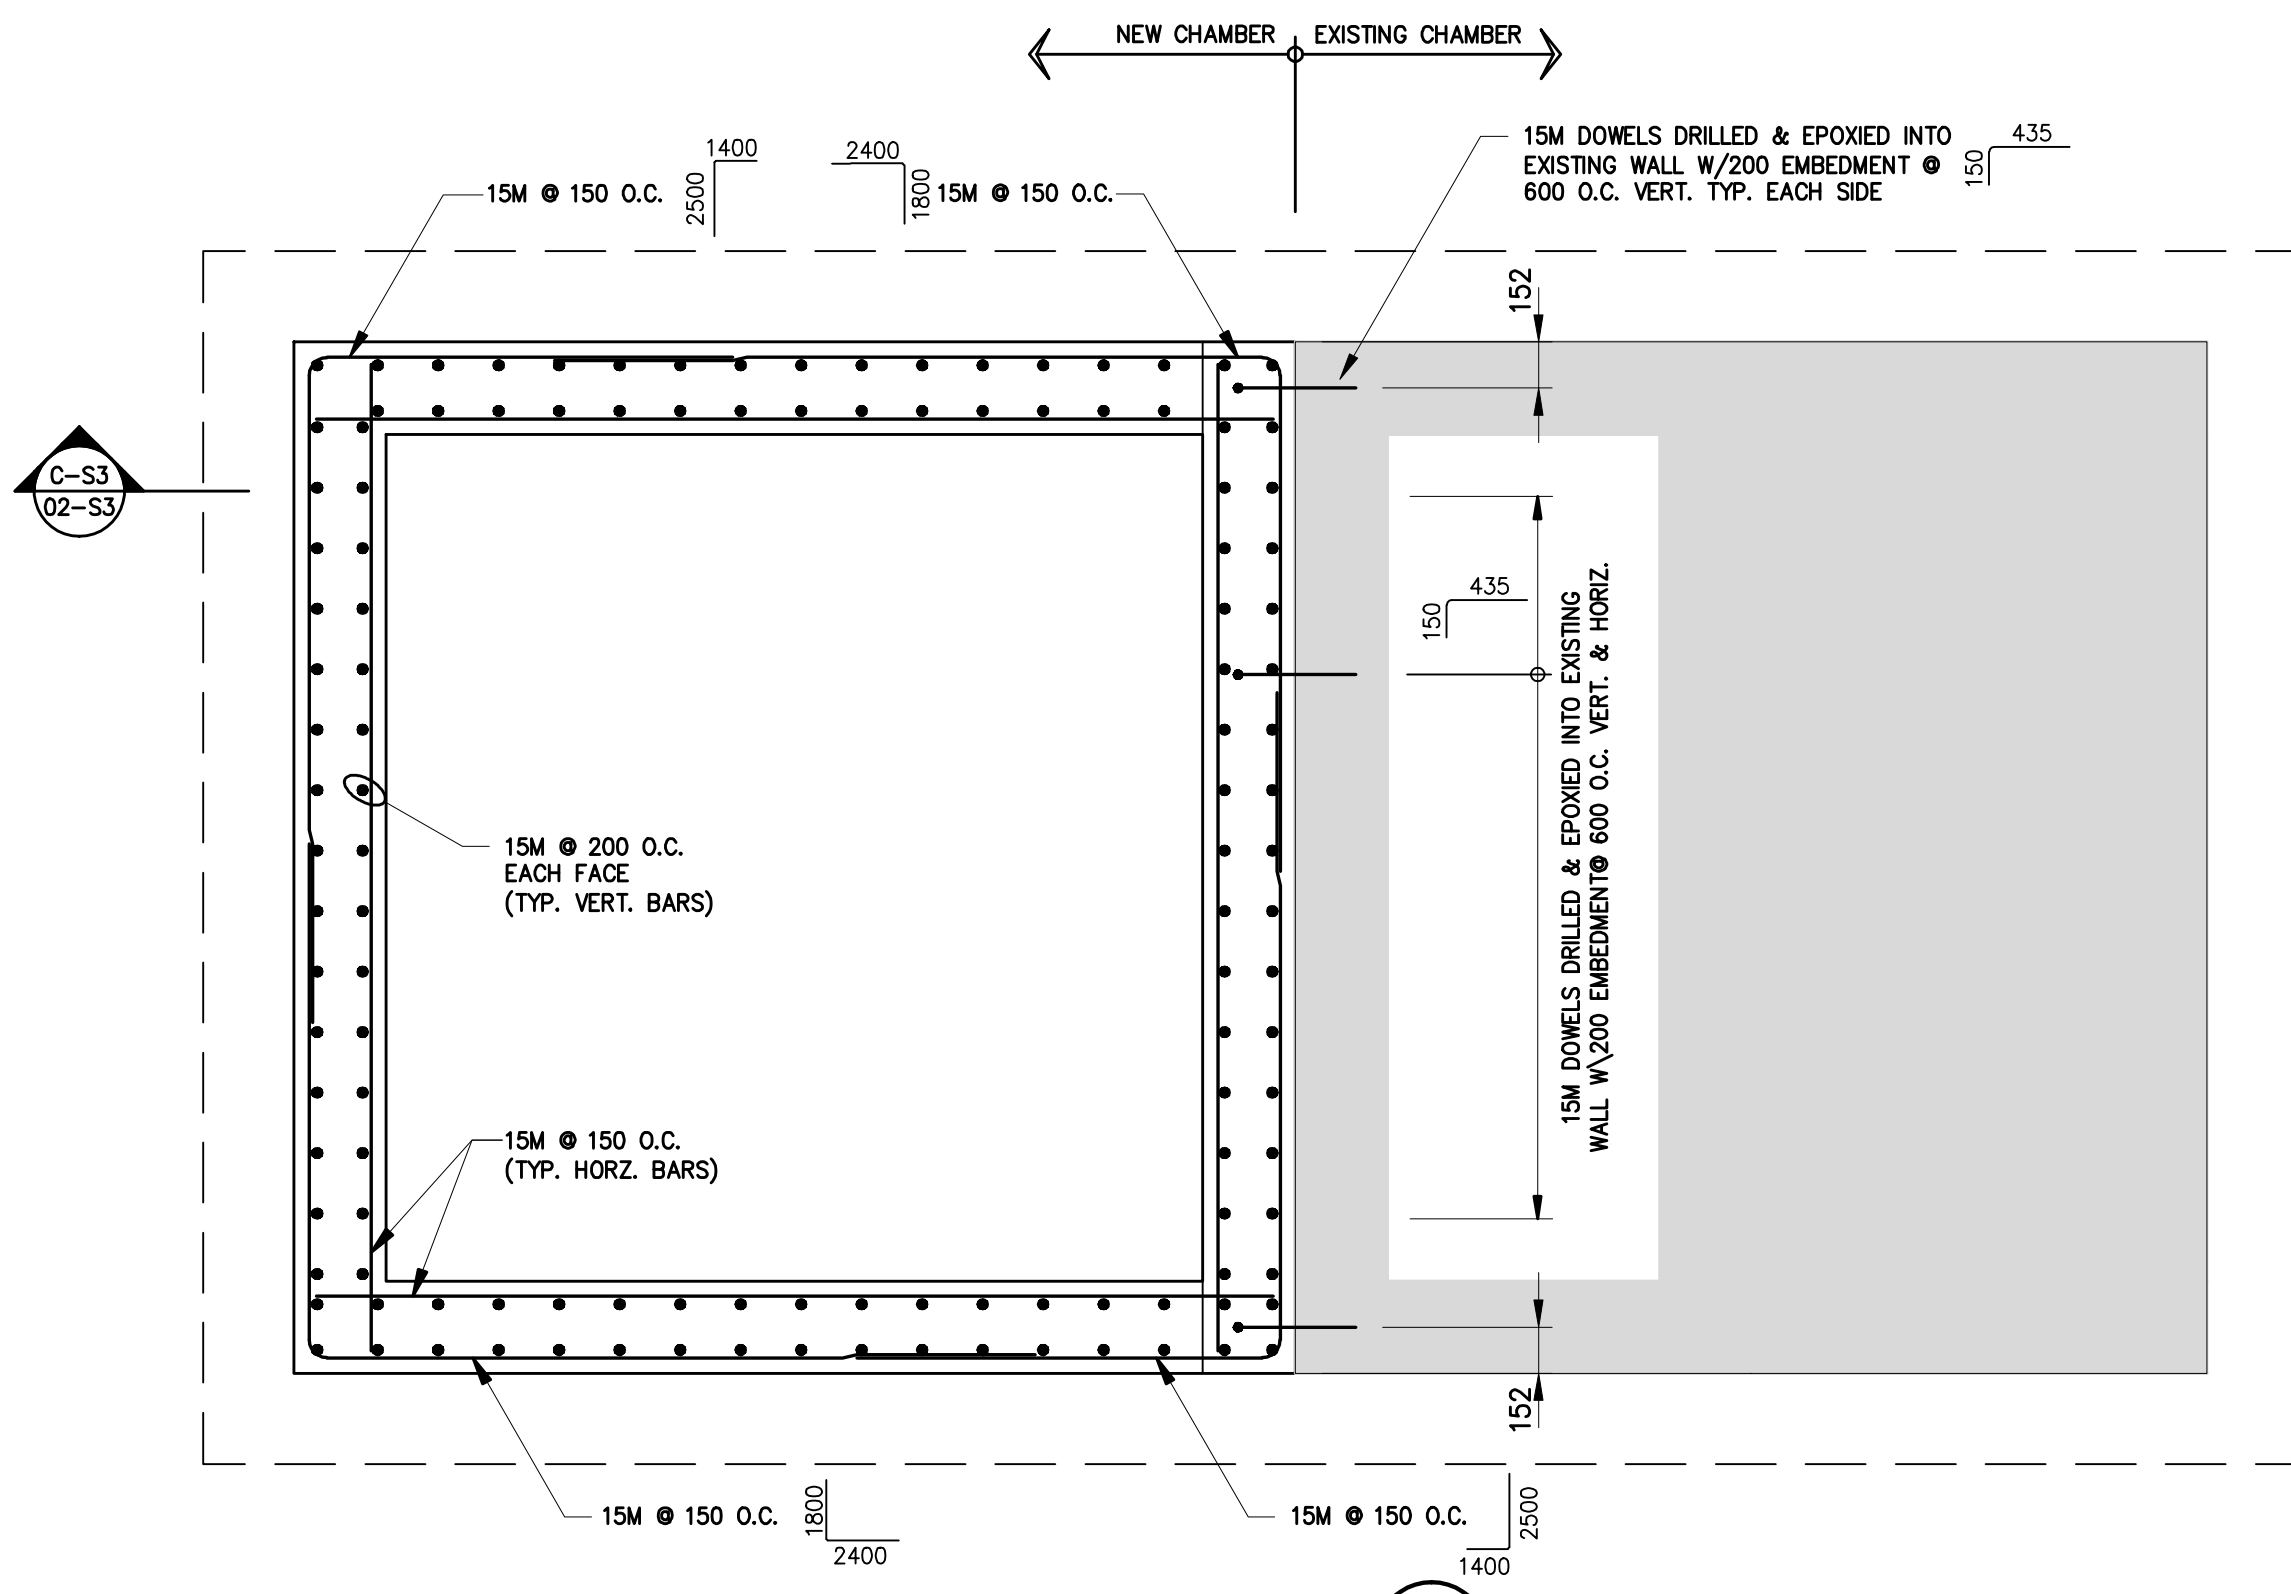 NEW CHAMBER
EXISTING CHAMBER
1400
2500
15M @ 150 O.C.
2400
1800
15M @ 150 O.C.
15M DOWELS DRILLED & EPOXIED INTO
EXISTING WALL W/200 EMBEDMENT @
600 O.C. VERT. TYP. EACH SIDE
435
150
152
C-S3
02-S3
435
150
15M DOWELS DRILLED & EPOXIED INTO EXISTING
WALL W\200 EMBEDMENT@ 600 O.C. VERT. & HORIZ.
15M @ 200 O.C.
EACH FACE
(TYP. VERT. BARS)
15M @ 150 O.C.
(TYP. HORZ. BARS)
152
15M @ 150 O.C.
1800
2400
15M @ 150 O.C.
2500
1400